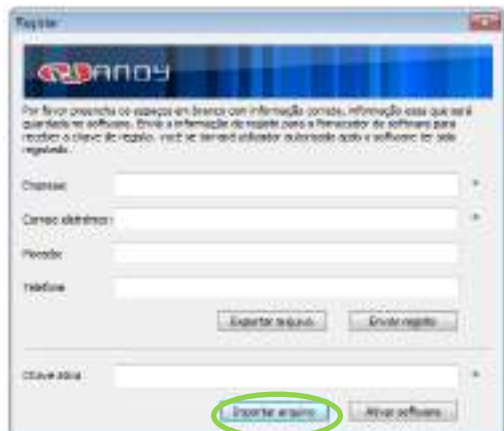 Registar
ANDY
Por favor preencha os espaços em branco com informação correta, informação essa que será
guardada no software. Envie a informação de registo para o fornecedor do software para
receber a chave de registo, você se tornará utilizador autorizado após o software ter sido
registado.
Empresa: *
Correio eletrónico: *
Morada:
Telefone
Exportar arquivo Enviar registo
Chave ativa *
Importar arquivo Ativar software